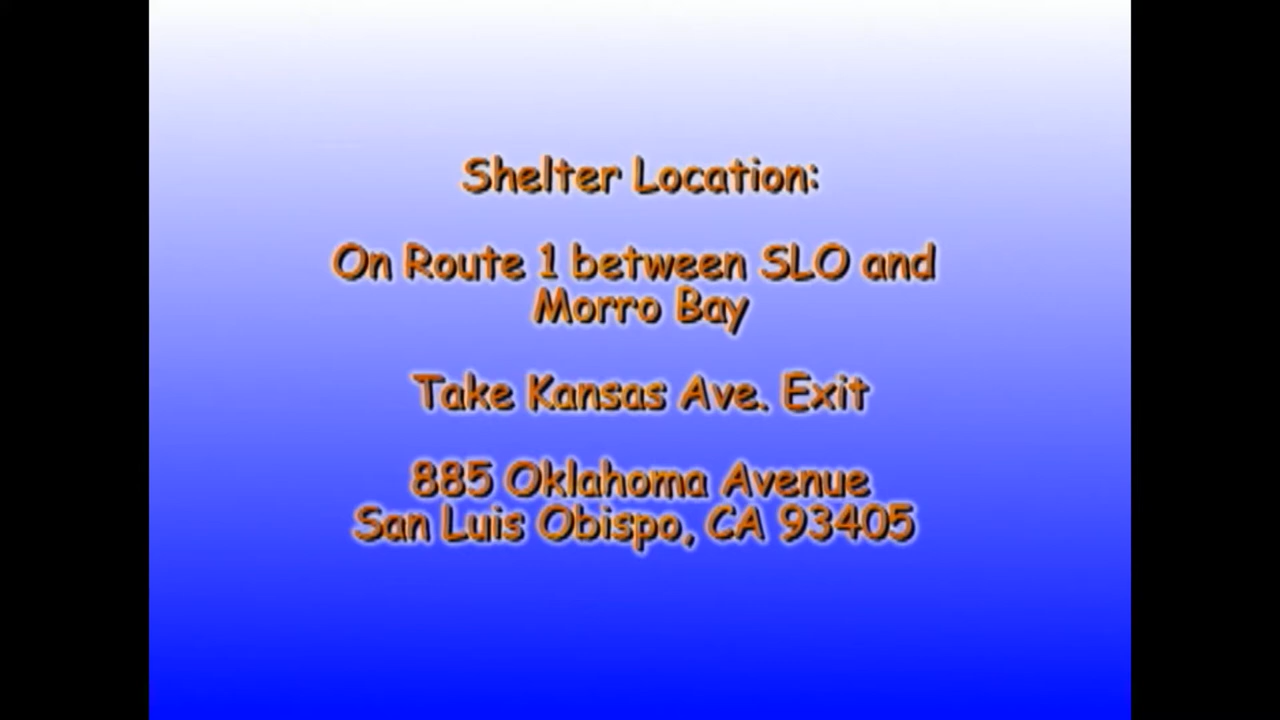 Shelter Location:
On Route 1 between SLO and
Morro Bay
Take Kansas Ave. Exit
885 Oklahoma Avenue
San Luis Obispo, CA 93405